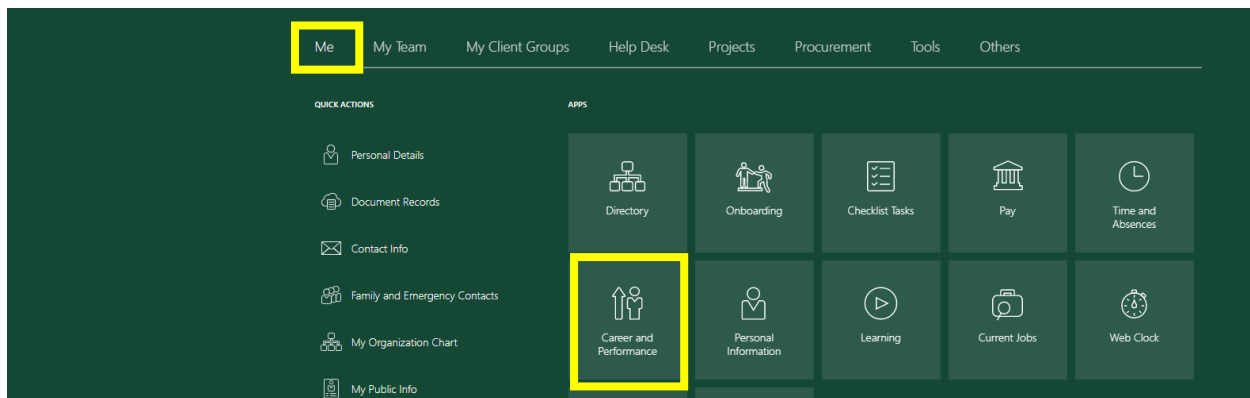 Me My Team My Client Groups Help Desk Projects Procurement Tools Others
QUICK ACTIONS
Personal Details
Document Records
Contact Info
Family and Emergency Contacts
My Organization Chart
My Public Info
APPS
Directory
Onboarding
Checklist Tasks
Pay
Time and
Absences
Career and
Performance
Personal
Information
Learning
Current Jobs
Web Clock